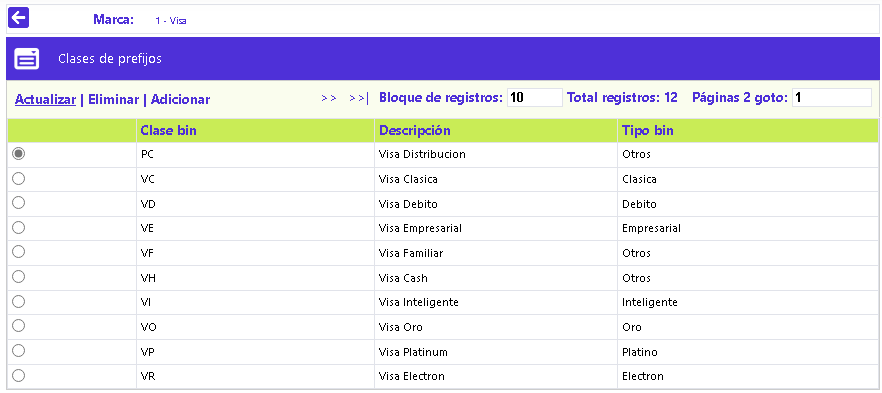 Marca: 1 - Visa
Clases de prefijos
Actualizar | Eliminar | Adicionar >> >>| Bloque de registros: 10 Total registros: 12 Páginas 2 goto: 1
Clase bin Descripción Tipo bin
PC Visa Distribucion Otros
VC Visa Clasica Clasica
VD Visa Debito Debito
VE Visa Empresarial Empresarial
VF Visa Familiar Otros
VH Visa Cash Otros
VI Visa Inteligente Inteligente
VO Visa Oro Oro
VP Visa Platinum Platino
VR Visa Electron Electron